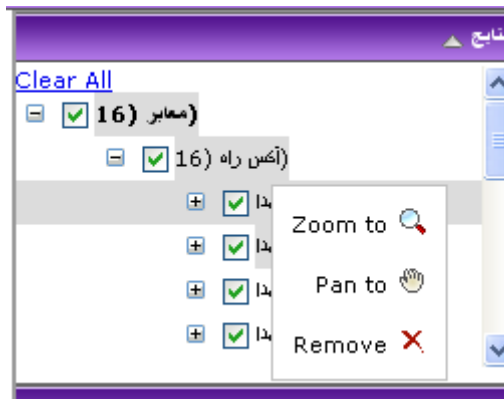 نتایج
Clear All
معابر (16)
آکس راه (16)
Zoom to
Pan to
Remove